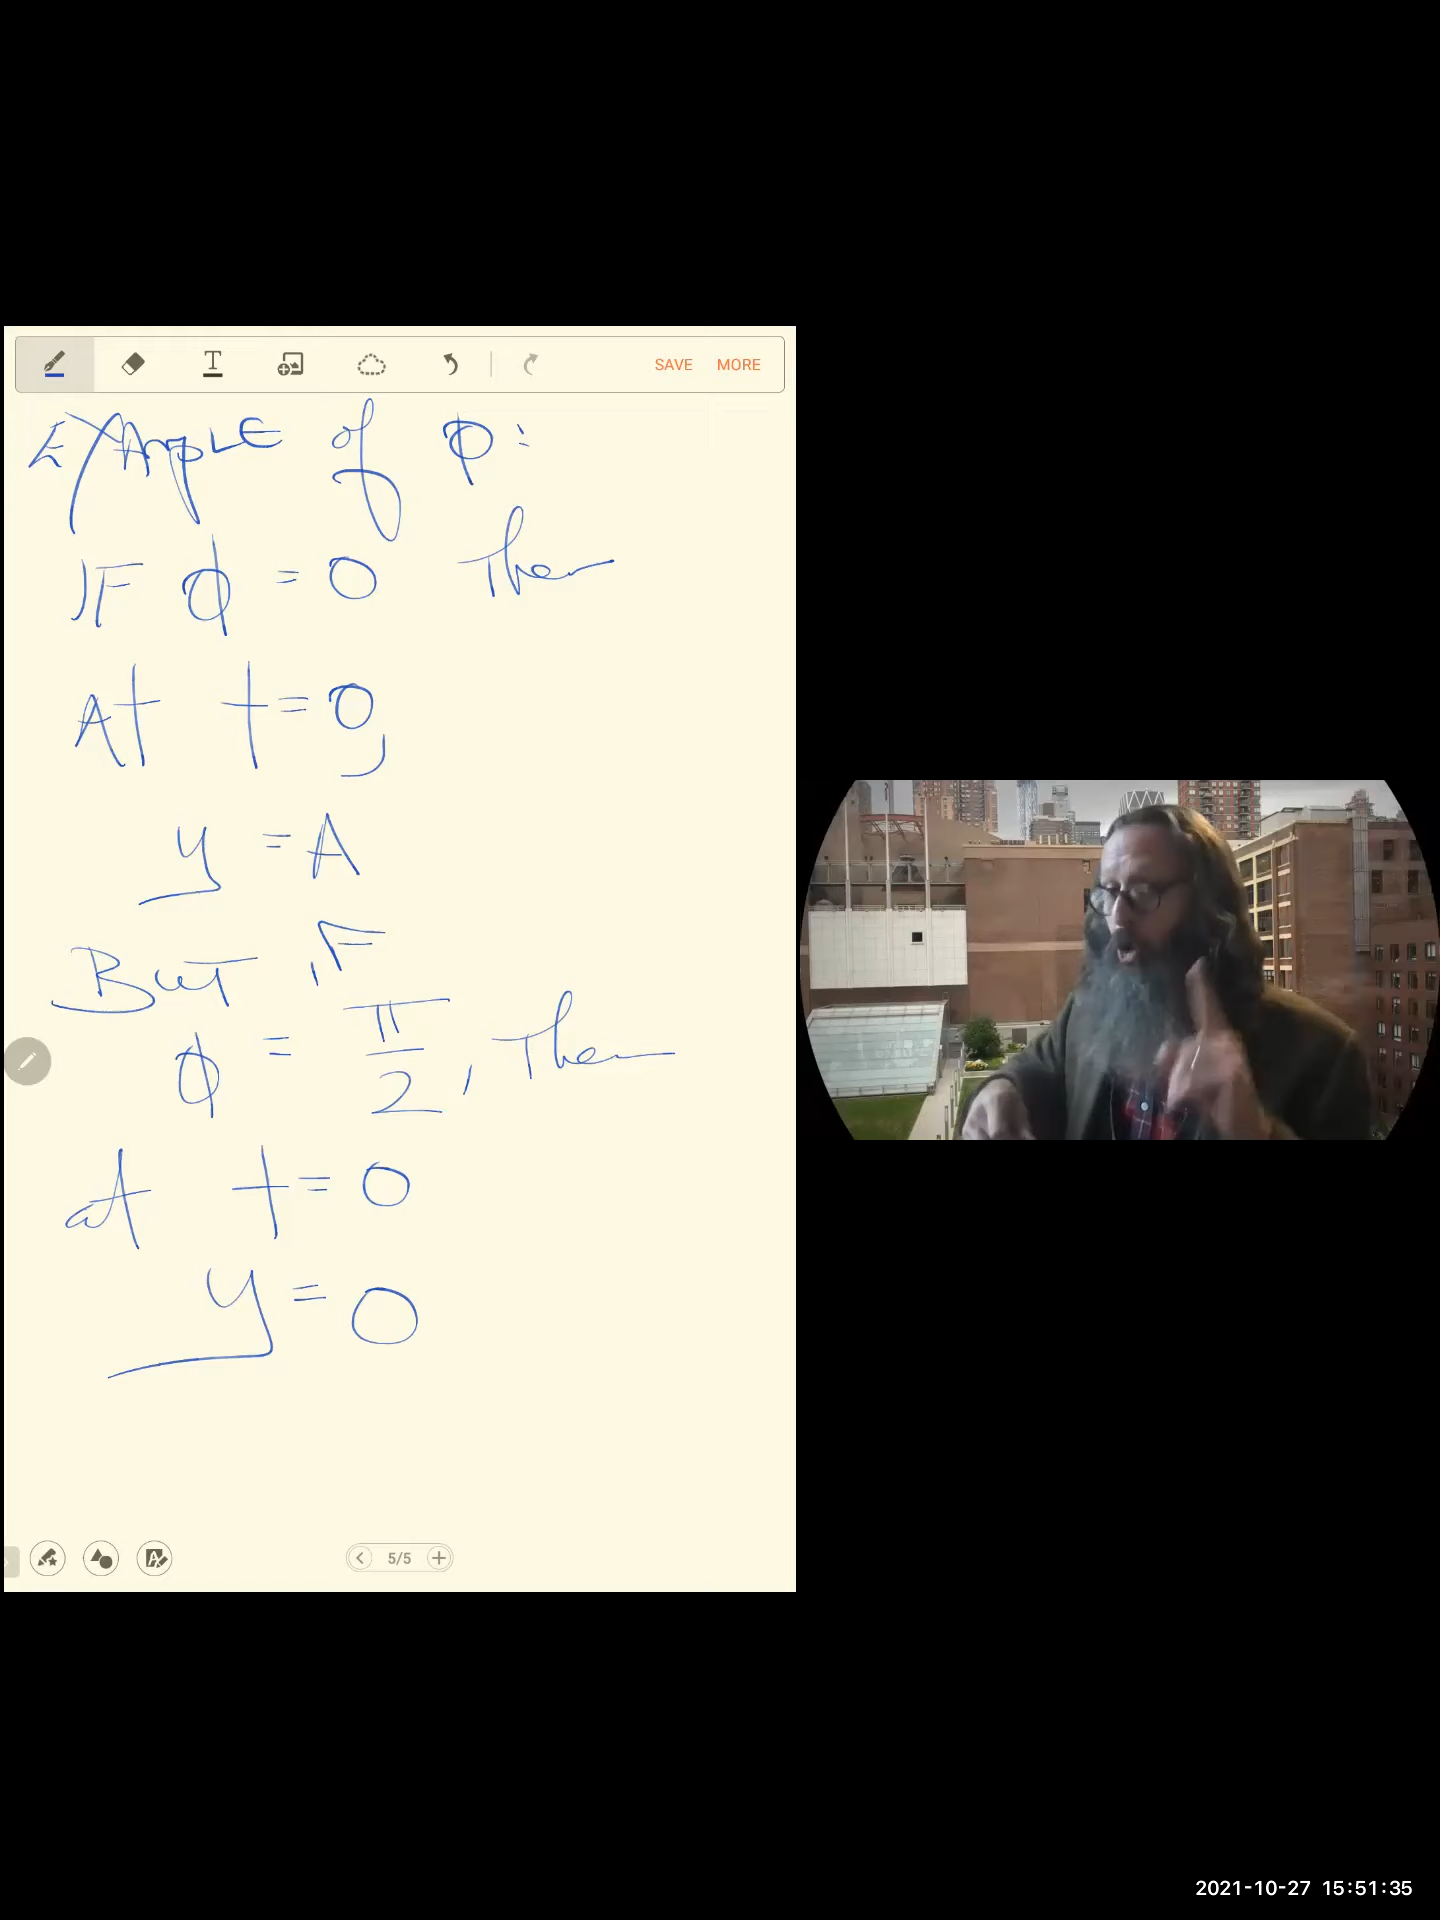 SAVE MORE
EXAmpLE of φ:
IF φ = 0 Then
At t = 0,
y = A
But iF
φ = π/2, Then
at t = 0
y = 0
5/5
2021-10-27 15:51:35